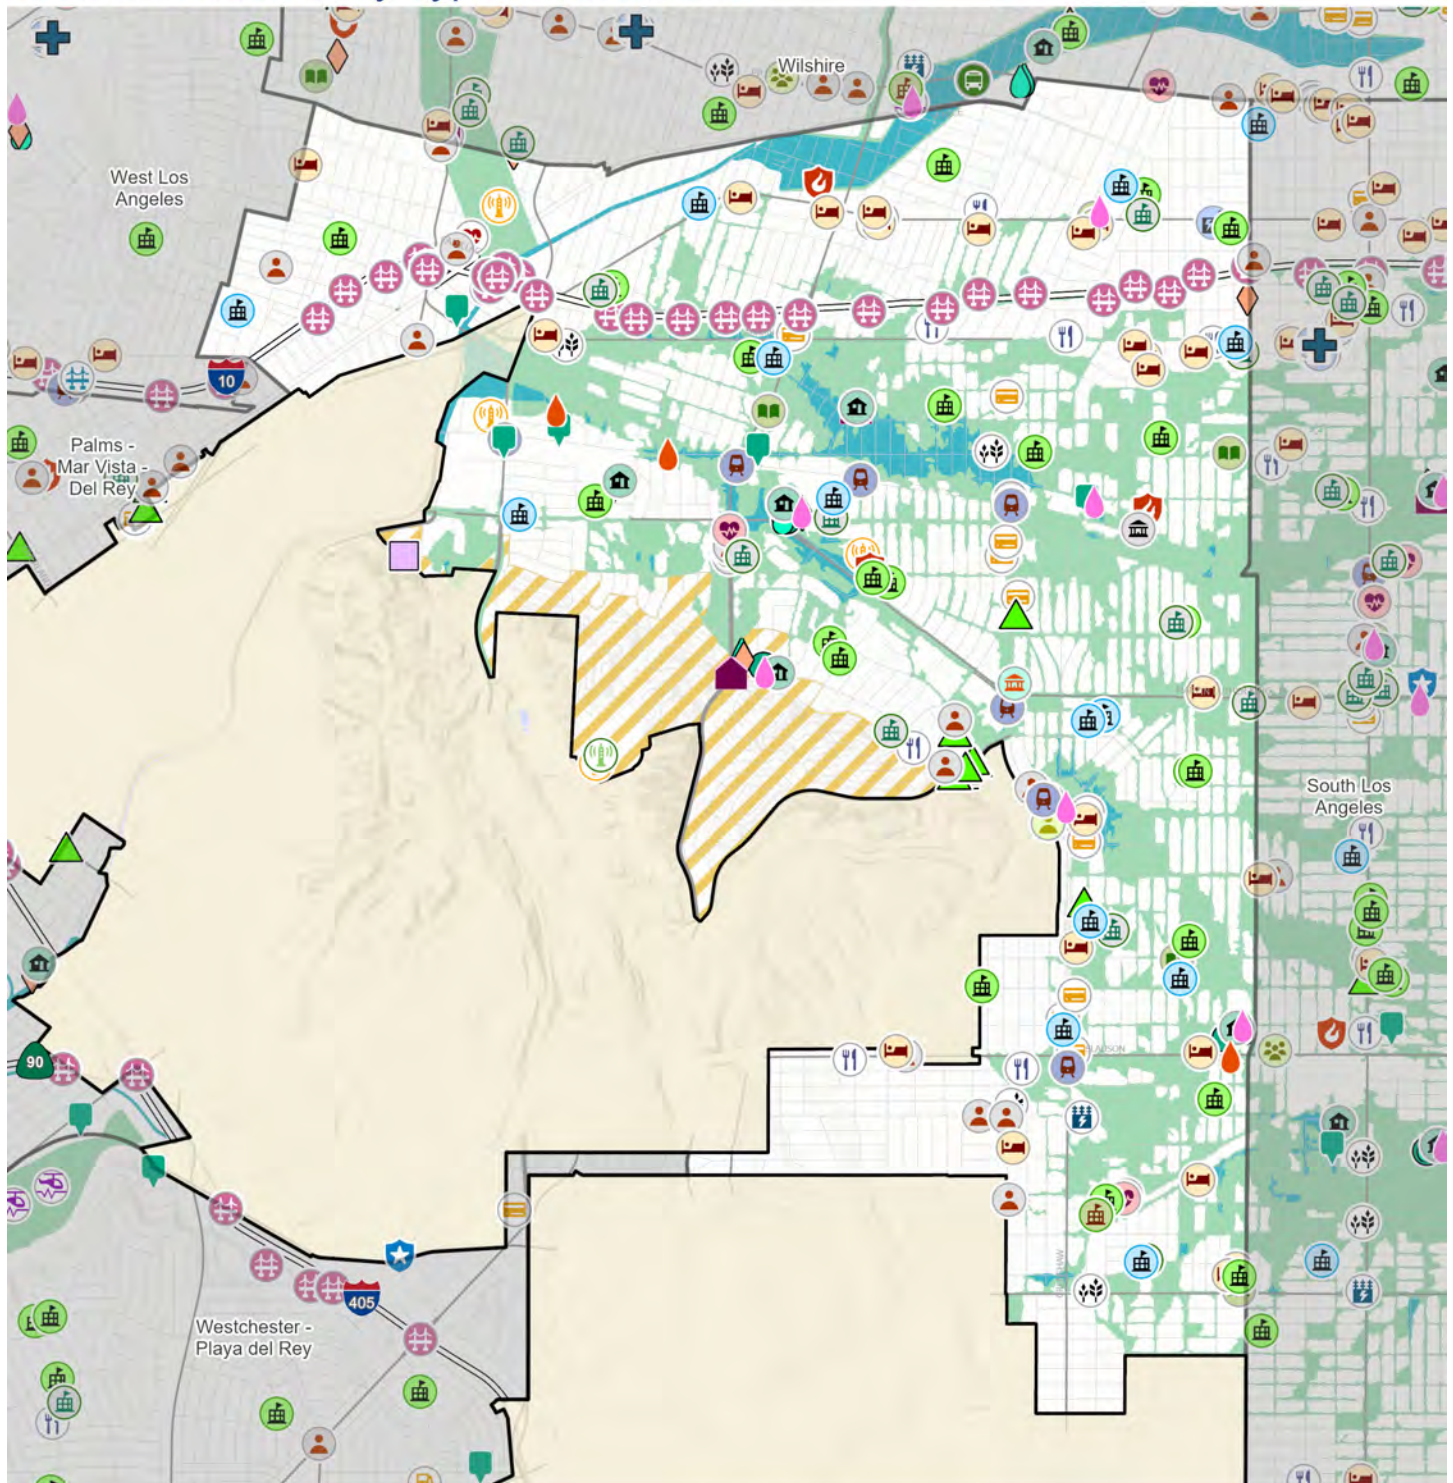 Wilshire
West Los
Angeles
10
Palms -
Mar Vista -
Del Rey
South Los
Angeles
90
SLAUSON
405
Westchester -
Playa del Rey